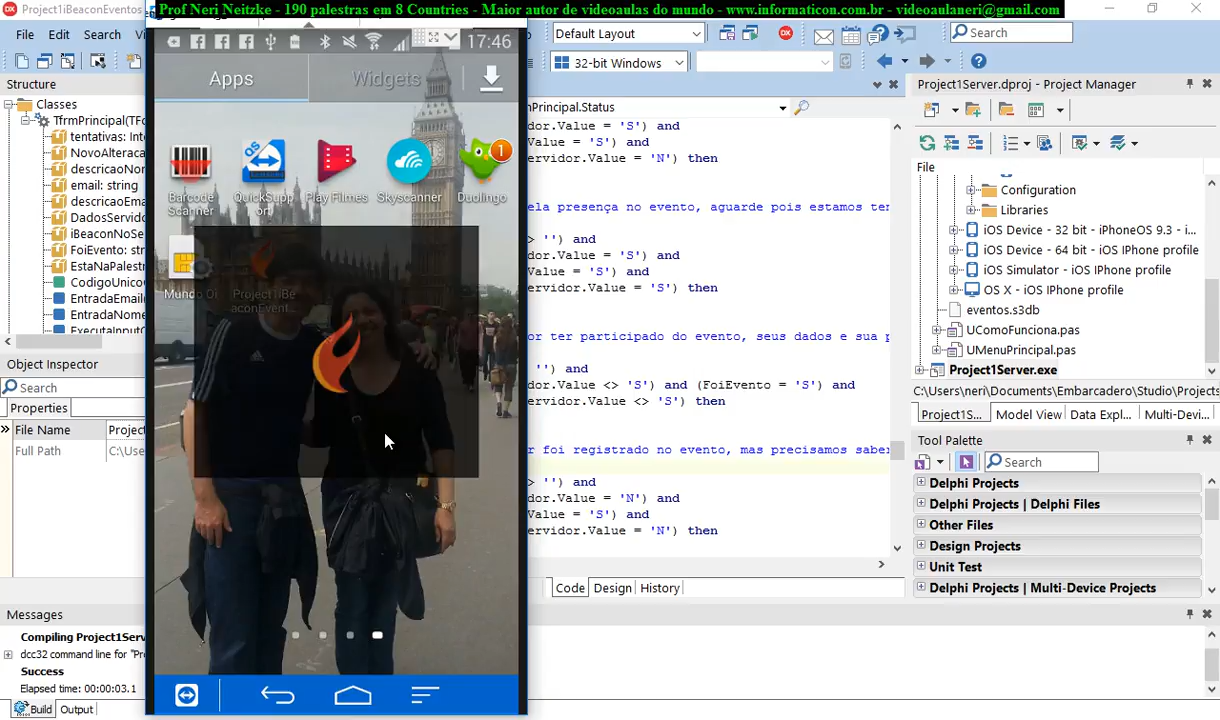 Project1iBeaconEventos
Prof Neri Neitzke - 190 palestras em 8 Countries - Maior autor de videoaulas do mundo - www.informaticon.com.br - videoaulaneri@gmail.com
File Edit Search
Default Layout
Search
32-bit Windows
Structure
Classes
TfrmPrincipal(TFo
tentativas: Inte
NovoAlteraca
descricaoNor
email: string
descricaoEma
DadosServido
iBeaconNoSe
FoiEvento: str
EstaNaPalestr
CodigoUnico
EntradaEmail
EntradaNome
ExecutaInputC
Object Inspector
Search
Properties
File Name Project
Full Path C:\Use
17:46
Apps Widgets
Barcode Scanner
QuickSupport
Play Filmes
Skyscanner
Duolingo
1
Mundo Oi
Project1iBeaconEvent...
mPrincipal.Status
dor.Value = 'S') and
.Value = 'S') and
ervidor.Value = 'N') then
ela presença no evento, aguarde pois estamos ter
> '') and
dor.Value = 'S') and
.Value = 'S') and
ervidor.Value = 'S') then
or ter participado do evento, seus dados e sua p
> '') and
dor.Value <> 'S') and (FoiEvento = 'S') and
ervidor.Value <> 'S') then
r foi registrado no evento, mas precisamos saber
> '') and
dor.Value = 'N') and
.Value = 'S') and
ervidor.Value = 'N') then
Code Design History
Project1Server.dproj - Project Manager
File
Configuration
Libraries
iOS Device - 32 bit - iPhoneOS 9.3 - i...
iOS Device - 64 bit - iOS IPhone profile
iOS Simulator - iOS IPhone profile
OS X - iOS IPhone profile
eventos.s3db
UComoFunciona.pas
UMenuPrincipal.pas
Project1Server.exe
C:\Users\neri\Documents\Embarcadero\Studio\Projects
Project1S... Model View Data Expl... Multi-Devi...
Tool Palette
Search
Delphi Projects
Delphi Projects | Delphi Files
Other Files
Design Projects
Unit Test
Delphi Projects | Multi-Device Projects
Messages
Compiling Project1Serv
dcc32 command line for "Pro
Success
Elapsed time: 00:00:03.1
Build Output